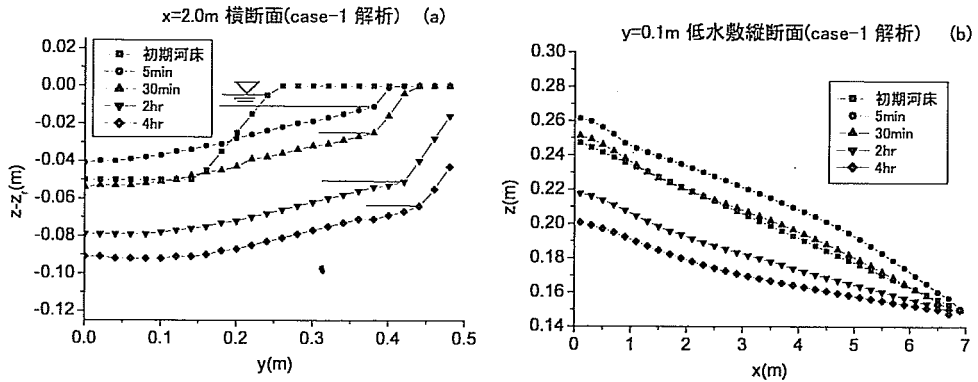 x=2.0m 横断面(case-1 解析) (a)
0.02
0.00
-0.02
-0.04
-0.06
-0.08
-0.10
-0.12
z-zr(m)
初期河床
5min
30min
2hr
4hr
0.0 0.1 0.2 0.3 0.4 0.5
y(m)
y=0.1m 低水敷縦断面(case-1 解析) (b)
0.30
0.28
0.26
0.24
0.22
0.20
0.18
0.16
0.14
z(m)
初期河床
5min
30min
2hr
4hr
0 1 2 3 4 5 6 7
x(m)